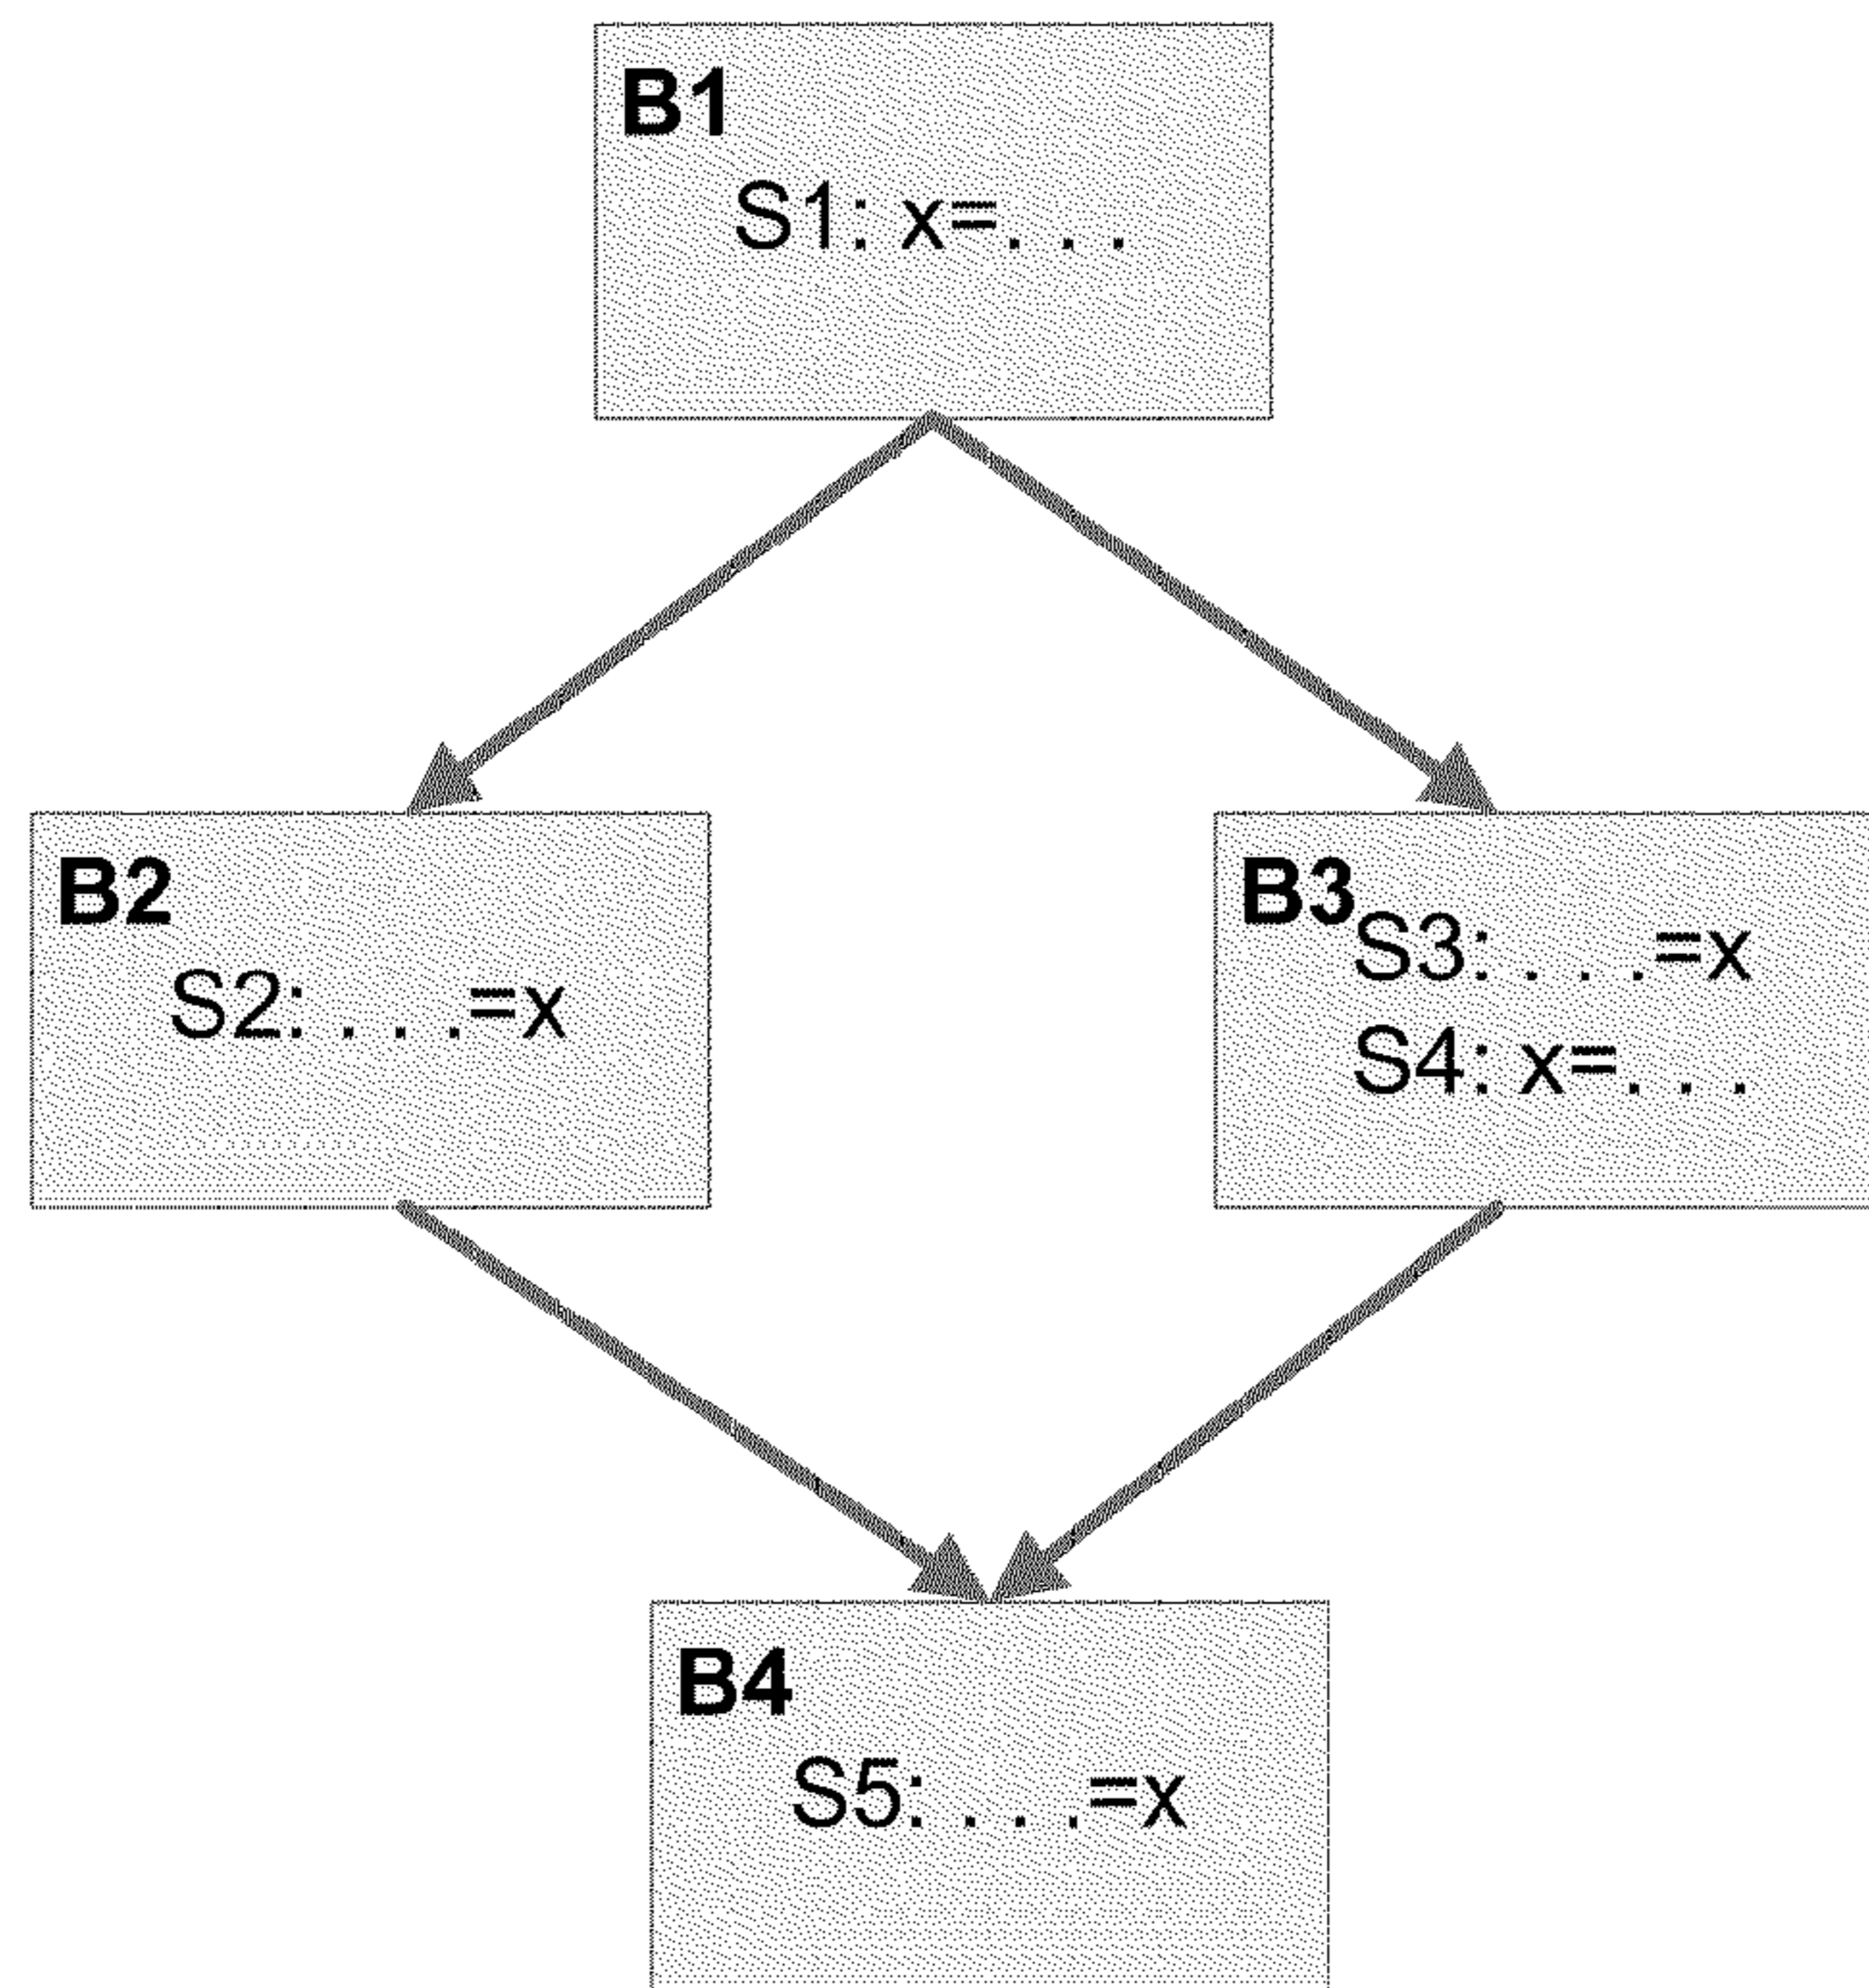 B1
S1: x=. . .
B2
S2: . . .=x
B3
S3: . . .=x
S4: x=. . .
B4
S5: . . .=x